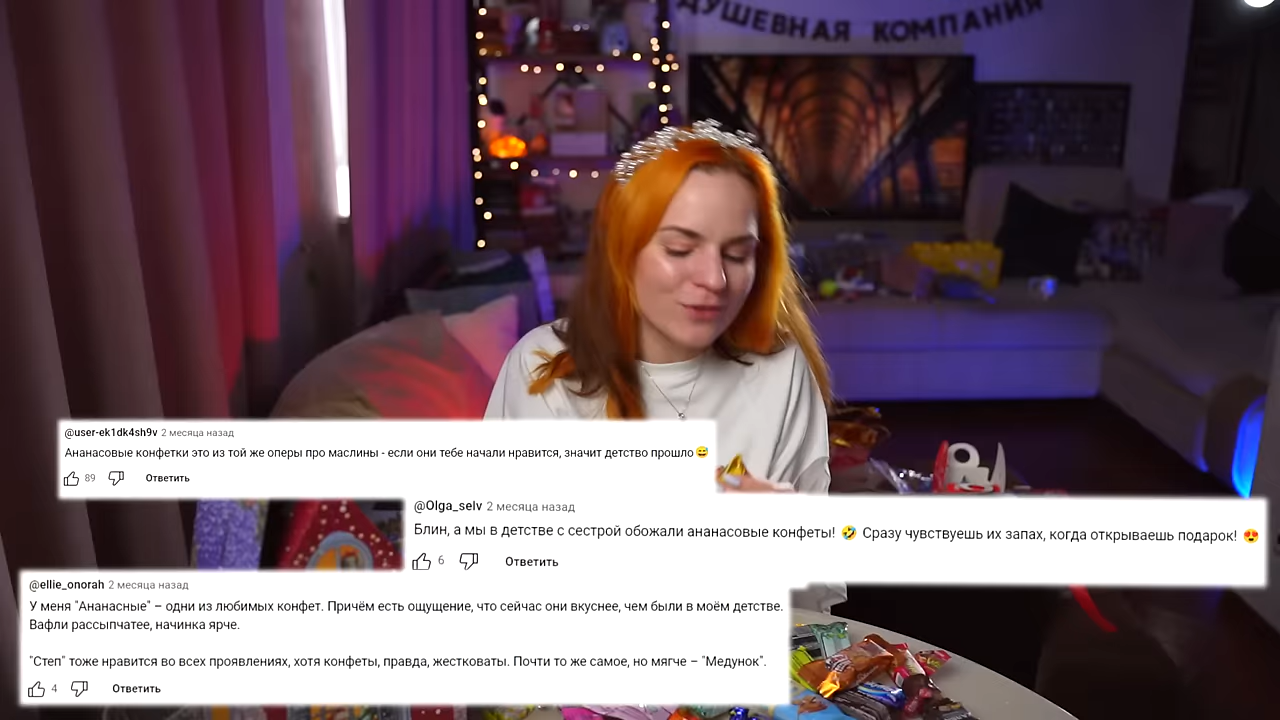 ДУШЕВНАЯ КОМПАНИЯ
@user-ek1dk4sh9v 2 месяца назад
Ананасовые конфетки это из той же оперы про маслины - если они тебе начали нравится, значит детство прошло😅
89 Ответить
@Olga_selv 2 месяца назад
Блин, а мы в детстве с сестрой обожали ананасовые конфеты! 🤣 Сразу чувствуешь их запах, когда открываешь подарок! 😍
6 Ответить
@ellie_onorah 2 месяца назад
У меня "Ананасные" – одни из любимых конфет. Причём есть ощущение, что сейчас они вкуснее, чем были в моём детстве.
Вафли рассыпчатее, начинка ярче.
"Степ" тоже нравится во всех проявлениях, хотя конфеты, правда, жестковаты. Почти то же самое, но мягче – "Медунок".
4 Ответить